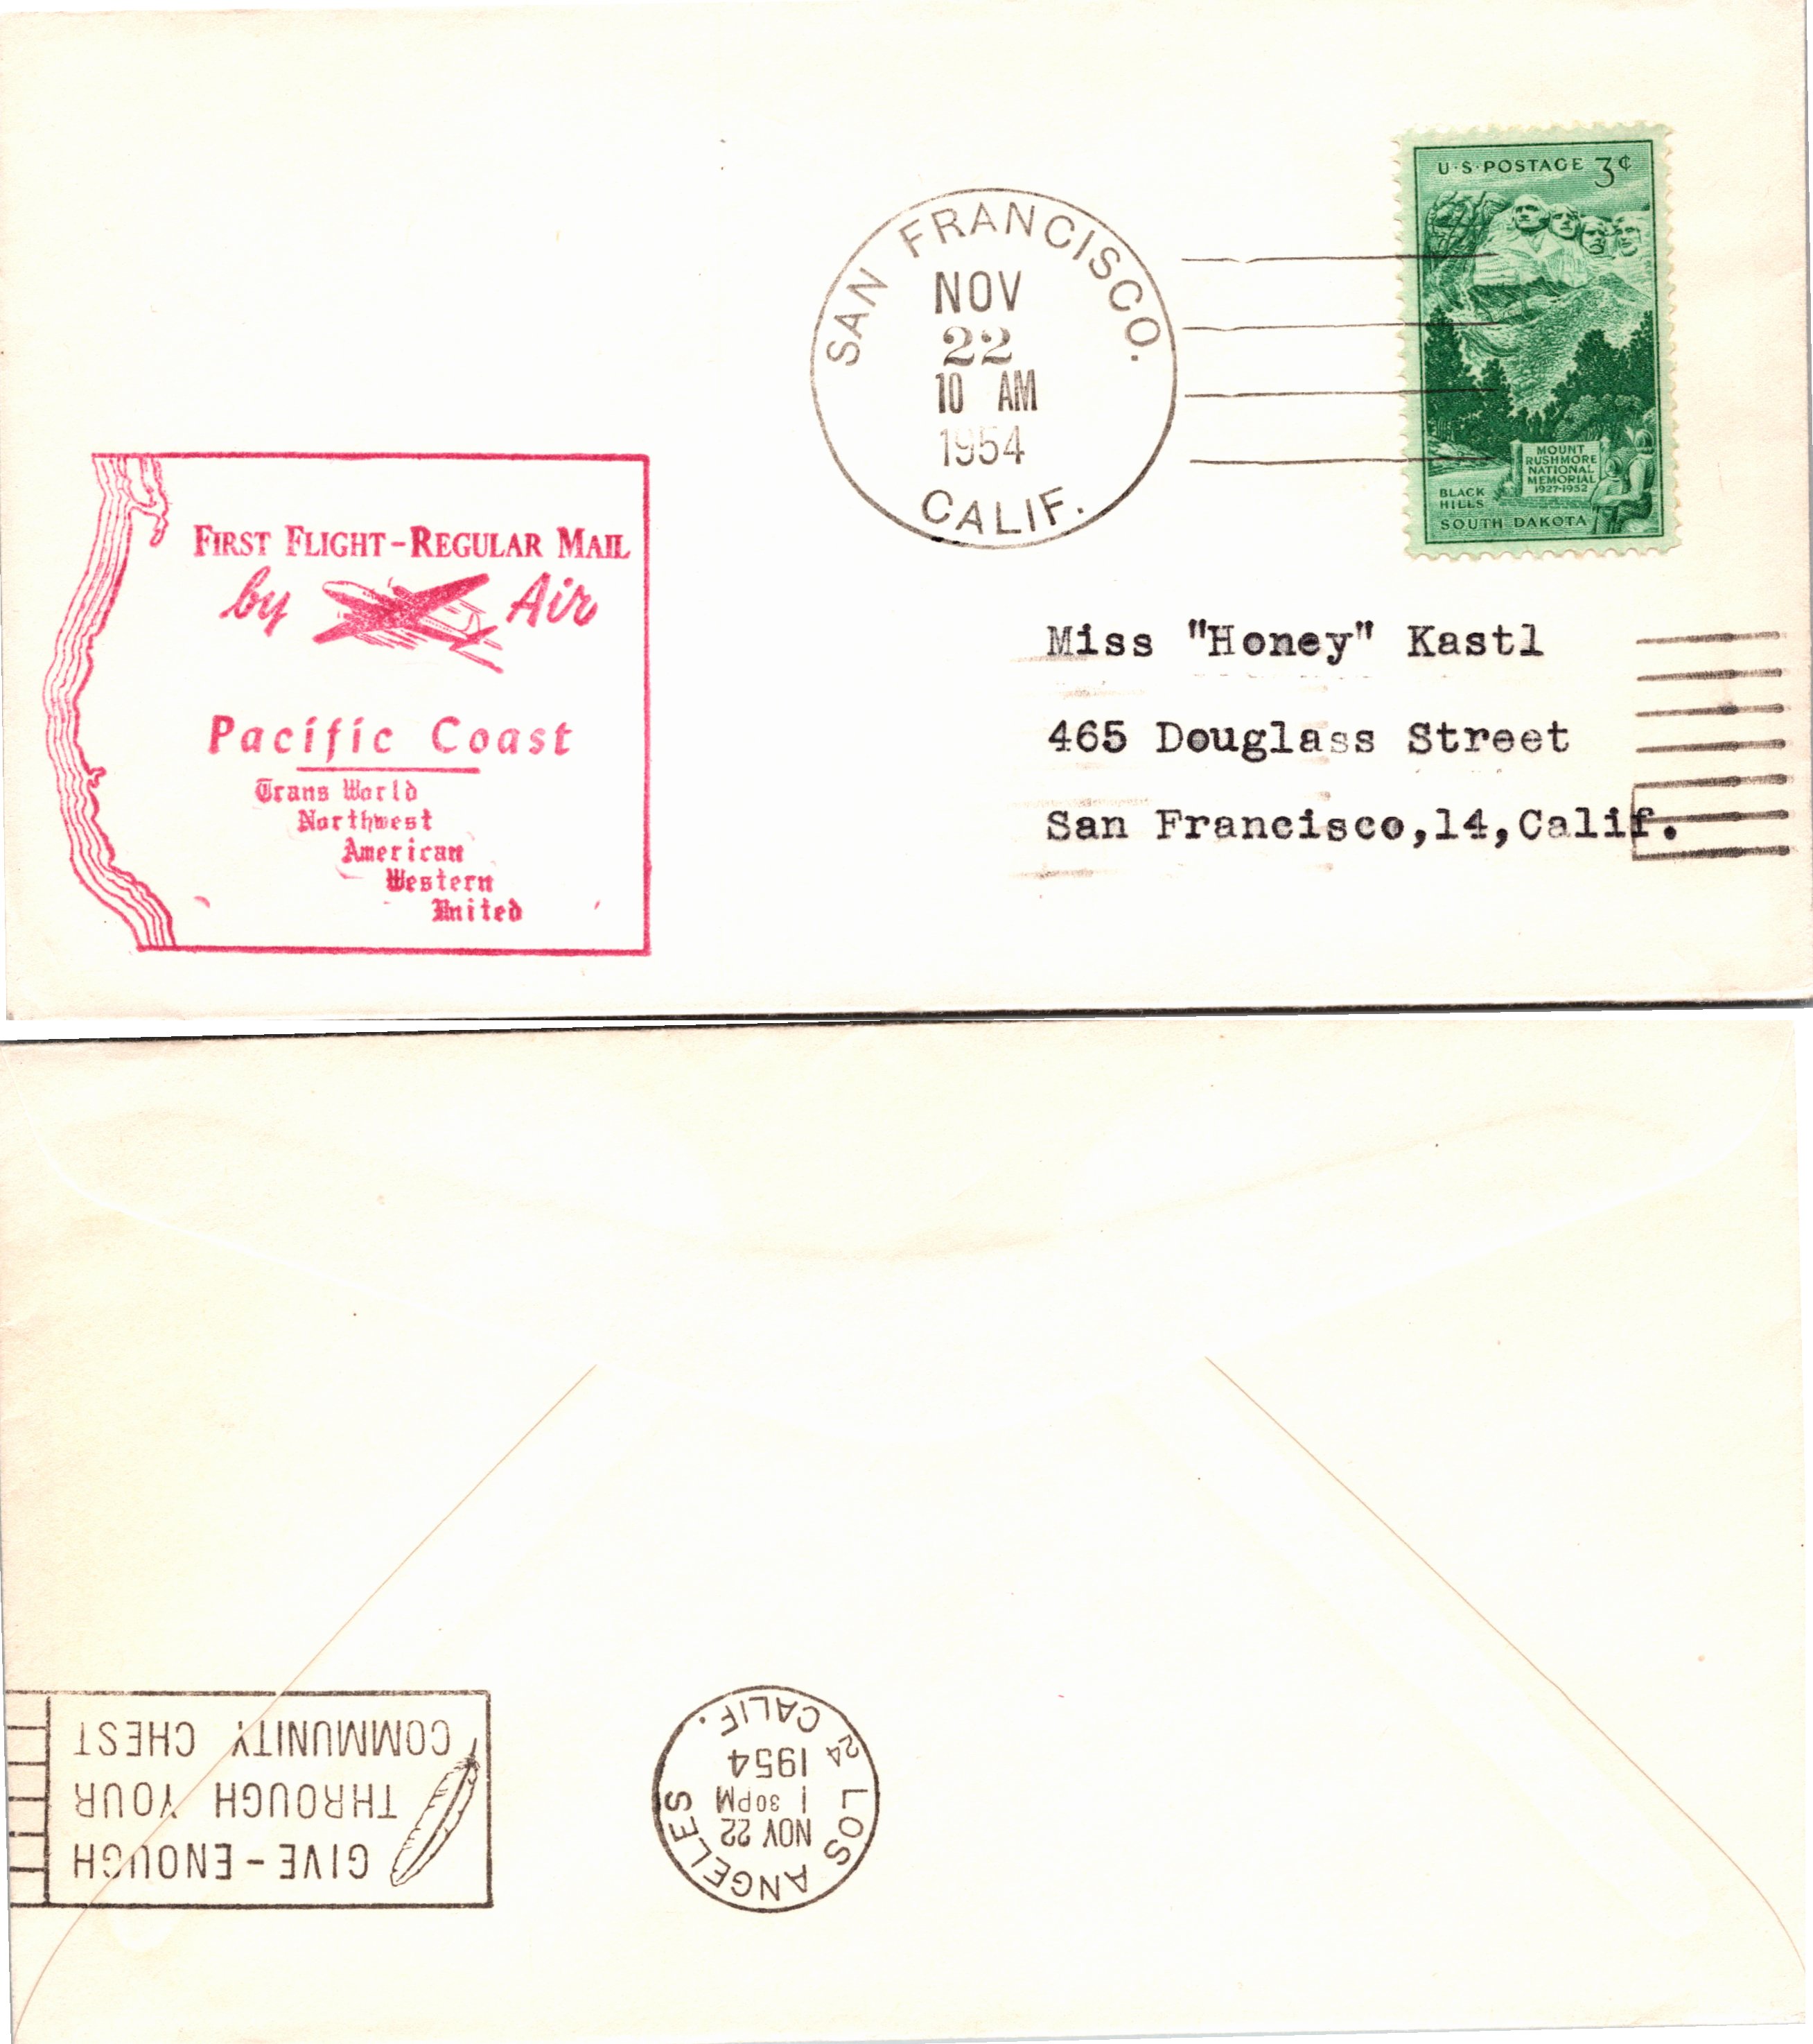 U·S·POSTAGE 3¢
SAN FRANCISCO.
NOV
22
10 AM
1954
CALIF.
MOUNT
RUSHMORE
NATIONAL
MEMORIAL
1927-1952
BLACK
HILLS
SOUTH DAKOTA
FIRST FLIGHT-REGULAR MAIL
by Air
Pacific Coast
Trans World
Northwest
American
Western
United
Miss "Honey" Kastl
465 Douglass Street
San Francisco,14,Calif.
GIVE-ENOUGH
THROUGH YOUR
COMMUNITY CHEST
LOS ANGELES
NOV 22
1 30PM
1954
24 CALIF.